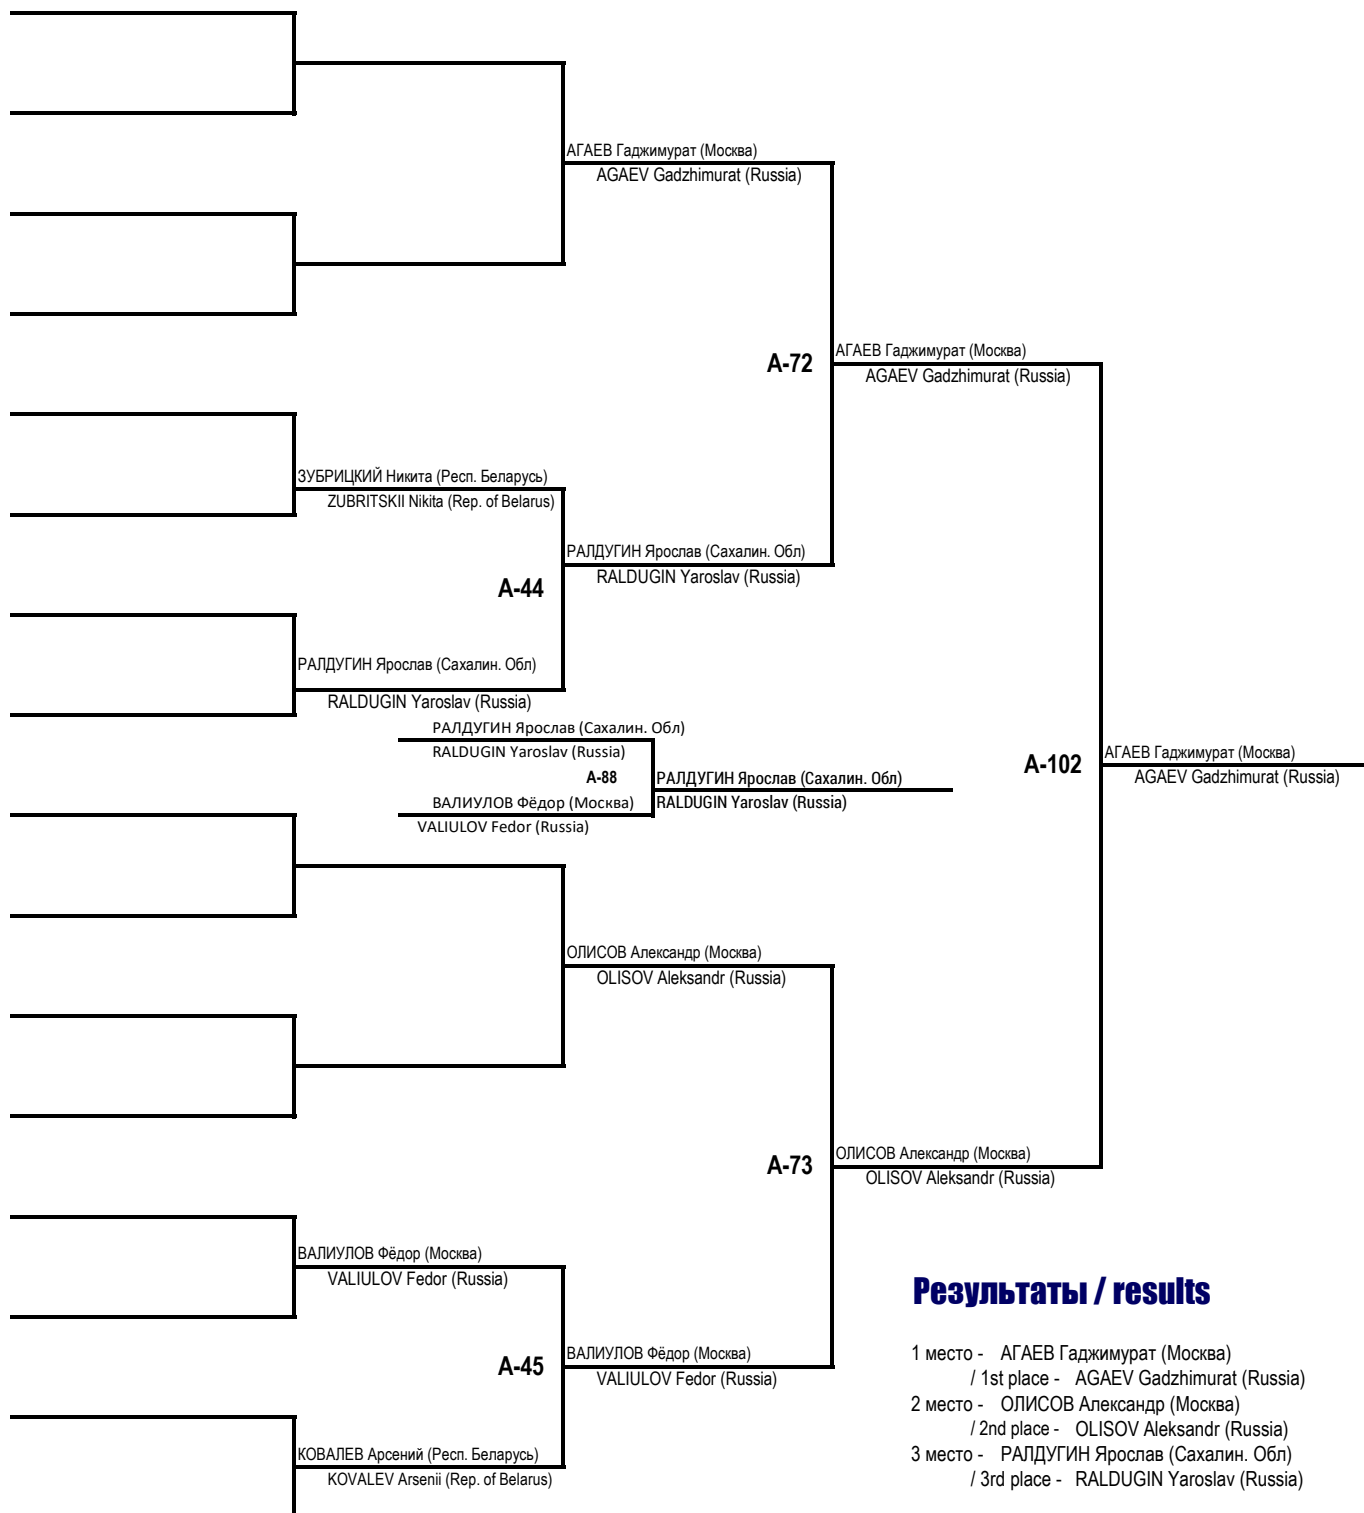 АГАЕВ Гаджимурат (Москва)
AGAEV Gadzhimurat (Russia)
A-72
АГАЕВ Гаджимурат (Москва)
AGAEV Gadzhimurat (Russia)
ЗУБРИЦКИЙ Никита (Респ. Беларусь)
ZUBRITSKII Nikita (Rep. of Belarus)
РАЛДУГИН Ярослав (Сахалин. Обл)
RALDUGIN Yaroslav (Russia)
A-44
РАЛДУГИН Ярослав (Сахалин. Обл)
RALDUGIN Yaroslav (Russia)
РАЛДУГИН Ярослав (Сахалин. Обл)
RALDUGIN Yaroslav (Russia)
A-88
РАЛДУГИН Ярослав (Сахалин. Обл)
RALDUGIN Yaroslav (Russia)
ВАЛИУЛОВ Фёдор (Москва)
VALIULOV Fedor (Russia)
A-102
АГАЕВ Гаджимурат (Москва)
AGAEV Gadzhimurat (Russia)
ОЛИСОВ Александр (Москва)
OLISOV Aleksandr (Russia)
A-73
ОЛИСОВ Александр (Москва)
OLISOV Aleksandr (Russia)
ВАЛИУЛОВ Фёдор (Москва)
VALIULOV Fedor (Russia)
A-45
ВАЛИУЛОВ Фёдор (Москва)
VALIULOV Fedor (Russia)
КОВАЛЕВ Арсений (Респ. Беларусь)
KOVALEV Arsenii (Rep. of Belarus)
Результаты / results
1 место - АГАЕВ Гаджимурат (Москва)
/ 1st place - AGAEV Gadzhimurat (Russia)
2 место - ОЛИСОВ Александр (Москва)
/ 2nd place - OLISOV Aleksandr (Russia)
3 место - РАЛДУГИН Ярослав (Сахалин. Обл)
/ 3rd place - RALDUGIN Yaroslav (Russia)